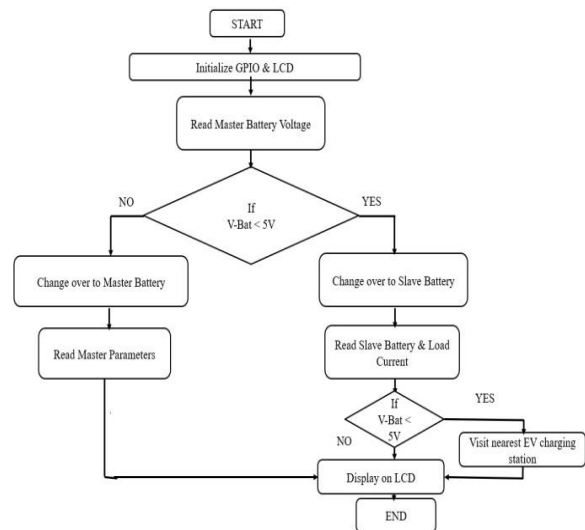 START
Initialize GPIO & LCD
Read Master Battery Voltage
NO
If
V-Bat < 5V
YES
Change over to Master Battery
Change over to Slave Battery
Read Master Parameters
Read Slave Battery & Load
Current
If
V-Bat <
5V
YES
NO
Visit nearest EV charging
station
Display on LCD
END